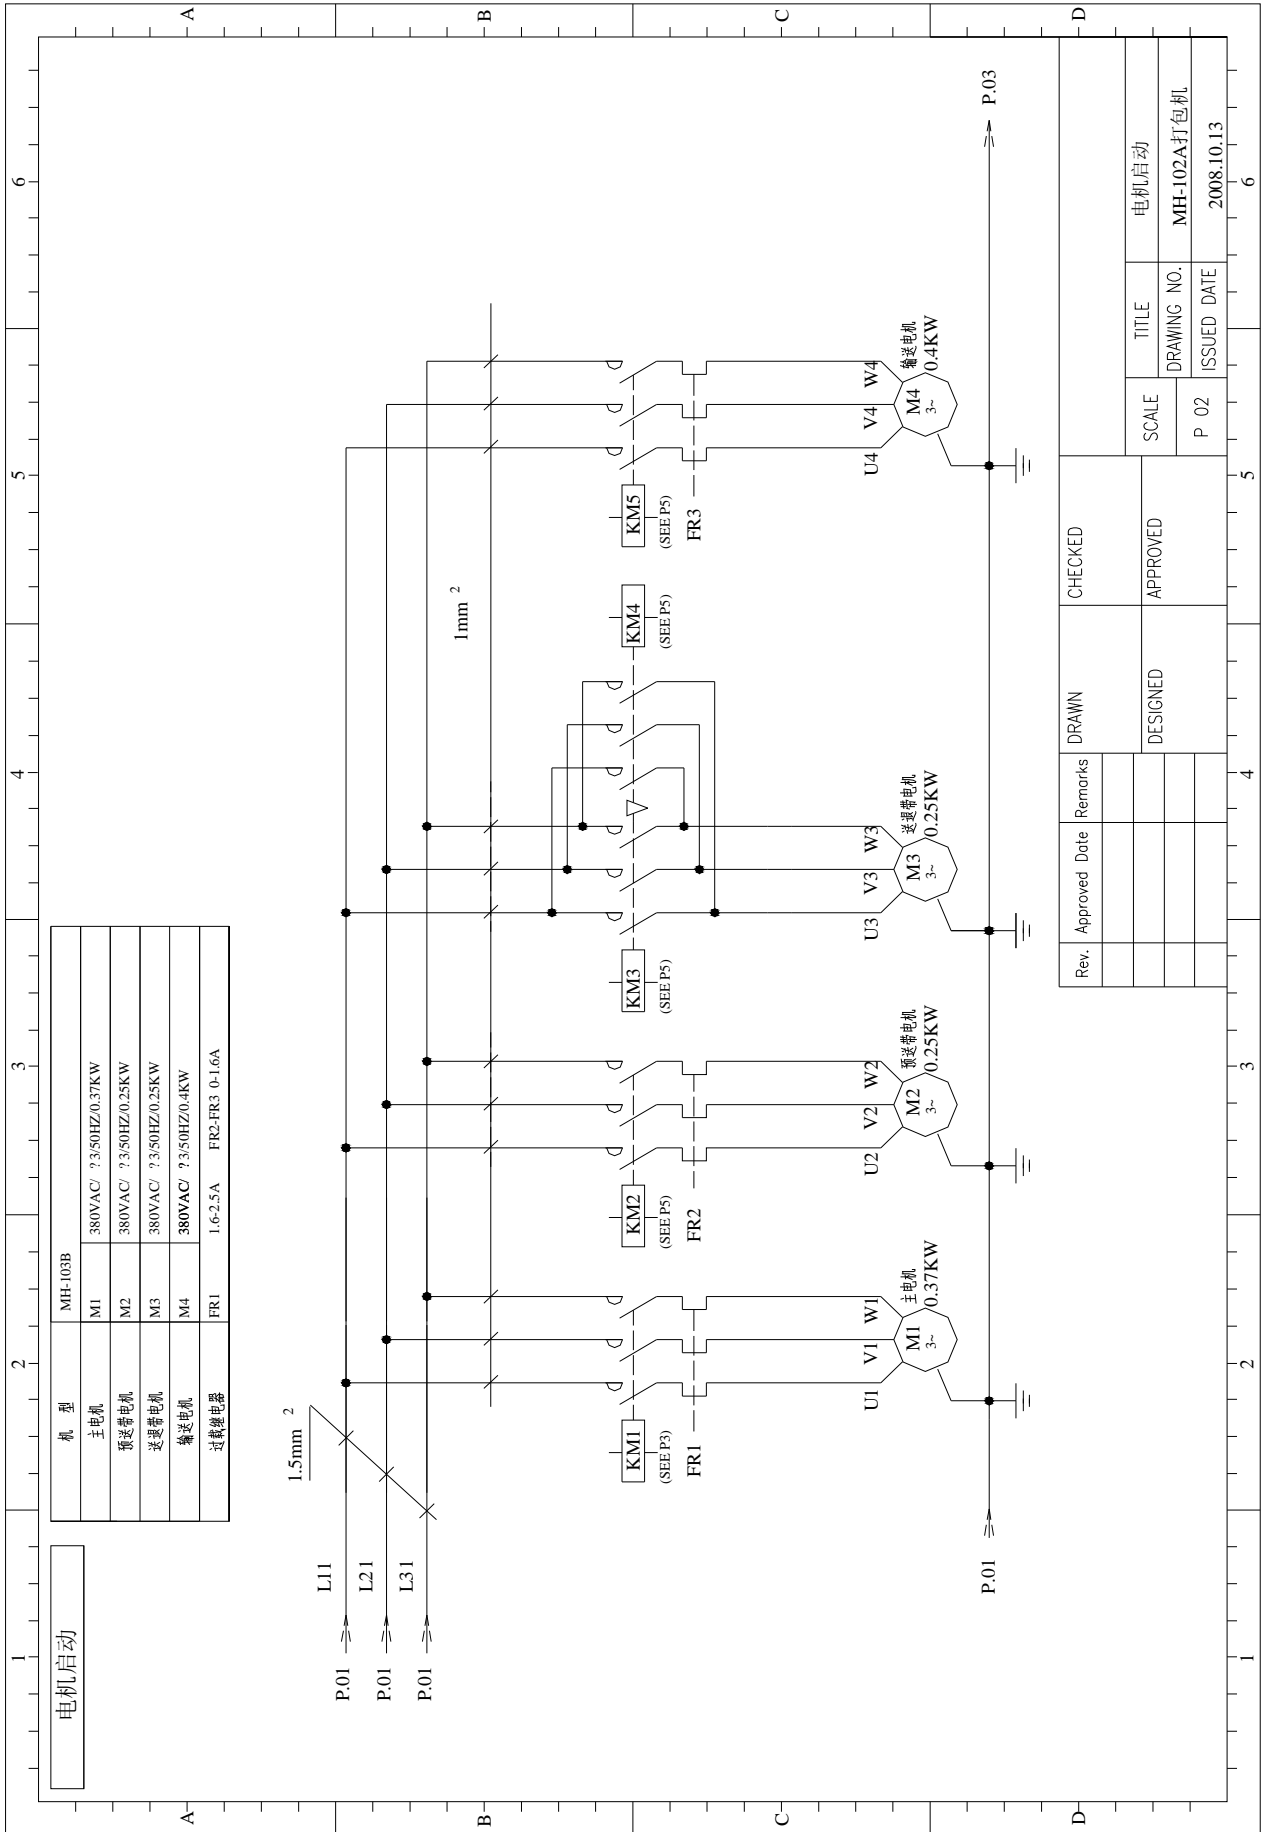 1 2 3 4 5 6
A
B
C
D
电机启动
机 型 MH-103B
主电机 M1 380VAC/ ? 3/50HZ/0.37KW
预送带电机 M2 380VAC/ ? 3/50HZ/0.25KW
送退带电机 M3 380VAC/ ? 3/50HZ/0.25KW
输送电机 M4 380VAC/ ? 3/50HZ/0.4KW
过载继电器 FR1 1.6-2.5A FR2-FR3 0-1.6A
1.5mm 2
P.01 L11
P.01 L21
P.01 L31
1mm 2
KM1 KM2 KM3 KM4 KM5
(SEE P3) (SEE P5) (SEE P5) (SEE P5) (SEE P5)
FR1 FR2 FR3
U1 V1 W1 U2 V2 W2 U3 V3 W3 U4 V4 W4
主电机 预送带电机 送退带电机 输送电机
M1 M2 M3 M4
0.37KW 0.25KW 0.25KW 0.4KW
3~ 3~ 3~ 3~
P.01 P.03
Rev. Approved Date Remarks
DRAWN CHECKED
DESIGNED APPROVED
SCALE
P 02
TITLE 电机启动
DRAWING NO. MH-102A打包机
ISSUED DATE 2008.10.13
A
B
C
D
1 2 3 4 5 6